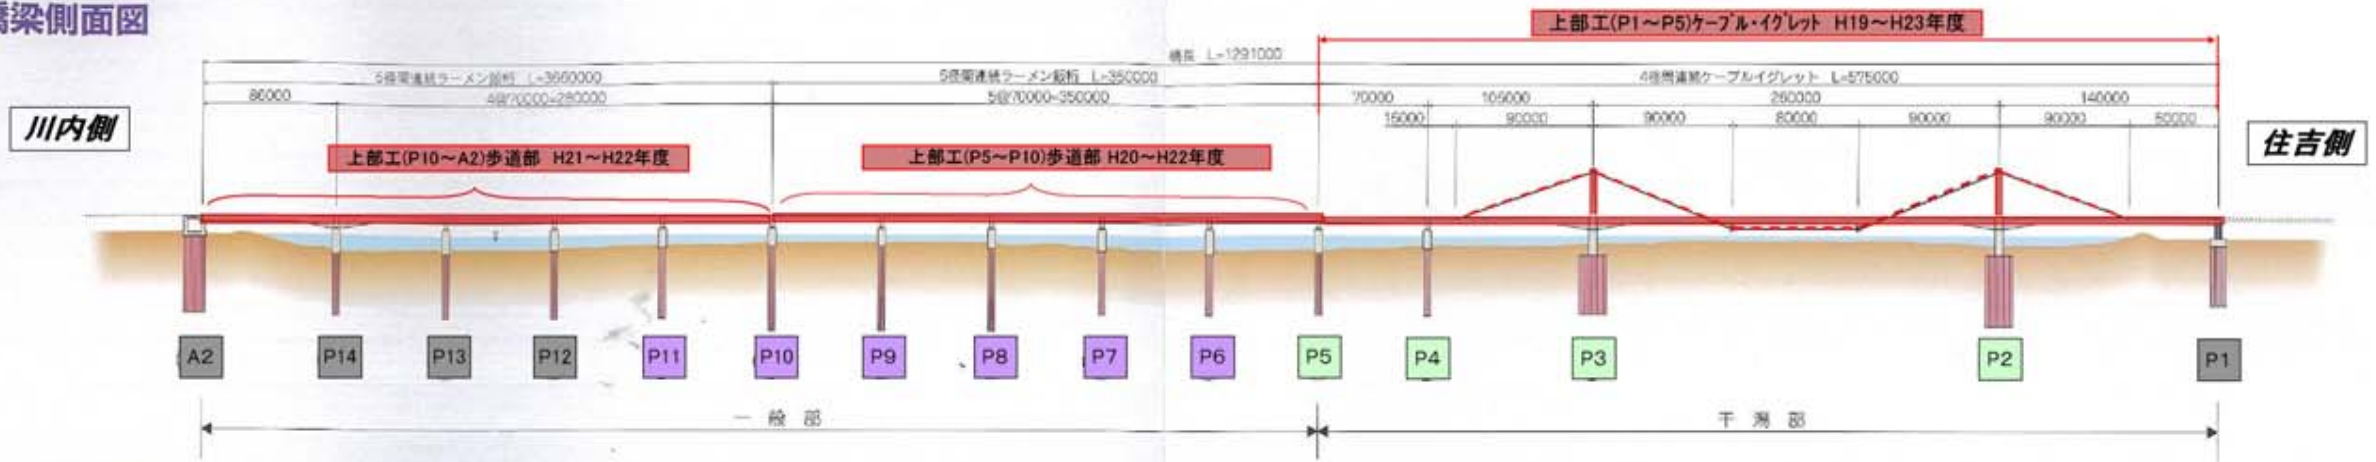 橋梁側面図
上部工(P1～P5)ケーブル・イグレット H19～H23年度
橋長 L=1291000
5径間連続ラーメン鈑桁 L=3660000
5径間連続ラーメン鈑桁 L=350000
4径間連続ケーブルイグレット L=575000
86000
4@70000=280000
5@70000=350000
70000
105000
260000
140000
15000
90000
90000
80000
90000
90000
50000
川内側
住吉側
上部工(P10～A2)歩道部 H21～H22年度
上部工(P5～P10)歩道部 H20～H22年度
A2
P14
P13
P12
P11
P10
P9
P8
P7
P6
P5
P4
P3
P2
P1
一般部
干潟部